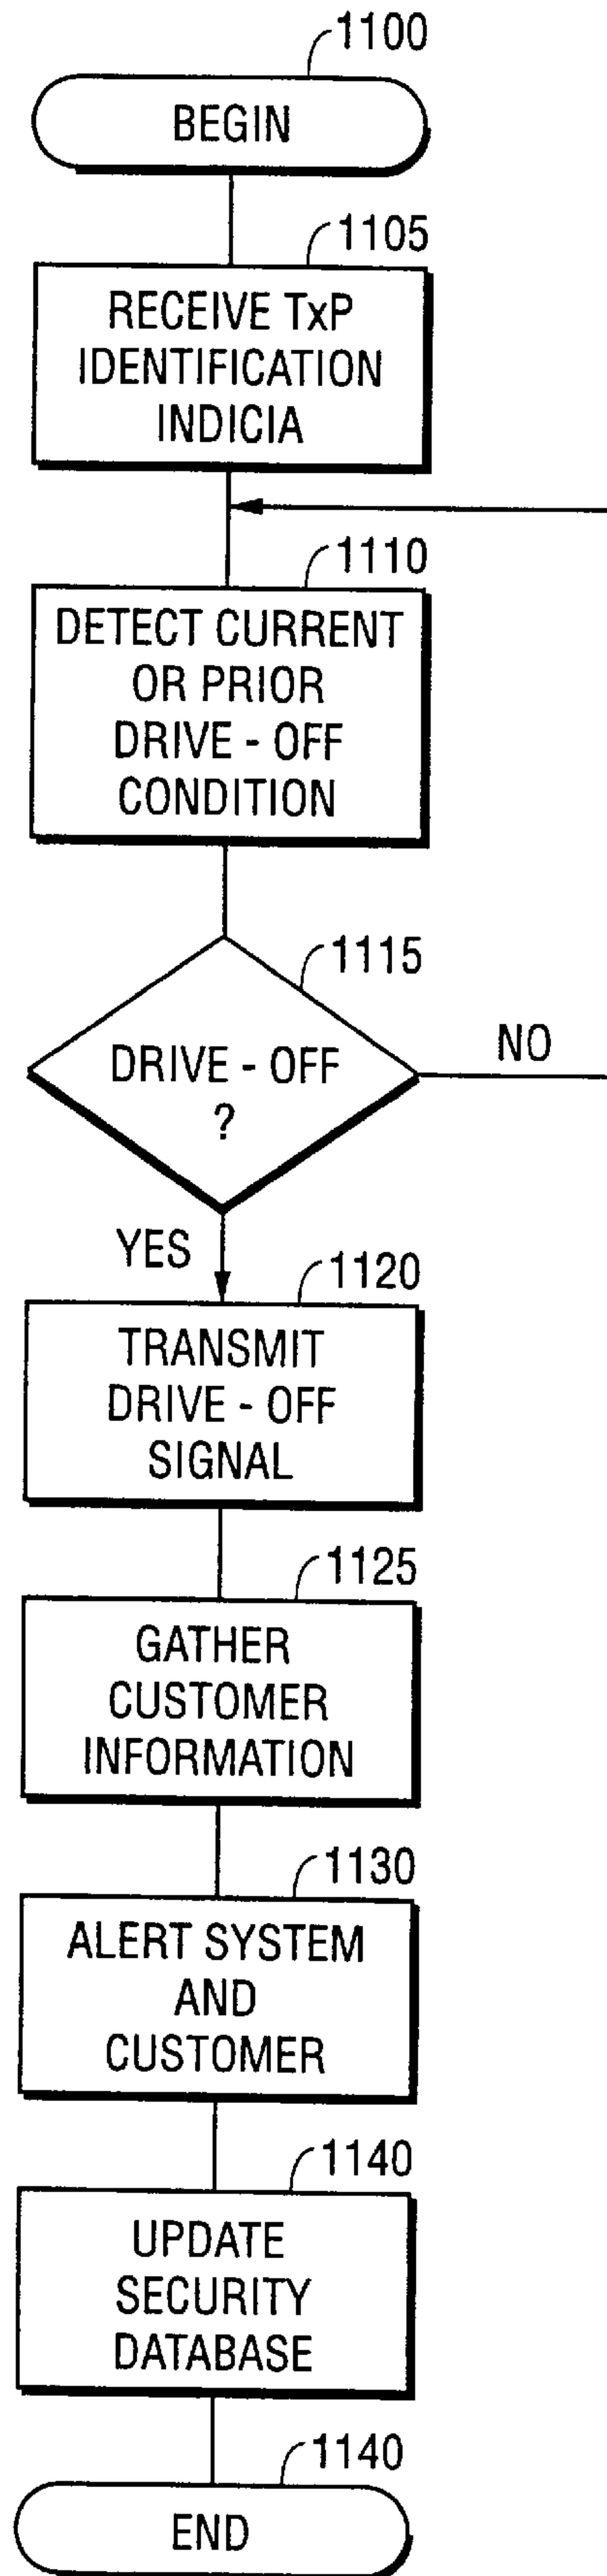 1100
BEGIN
1105
RECEIVE TxP
IDENTIFICATION
INDICIA
1110
DETECT CURRENT
OR PRIOR
DRIVE - OFF
CONDITION
1115
DRIVE - OFF
?
NO
YES
1120
TRANSMIT
DRIVE - OFF
SIGNAL
1125
GATHER
CUSTOMER
INFORMATION
1130
ALERT SYSTEM
AND
CUSTOMER
1140
UPDATE
SECURITY
DATABASE
1140
END